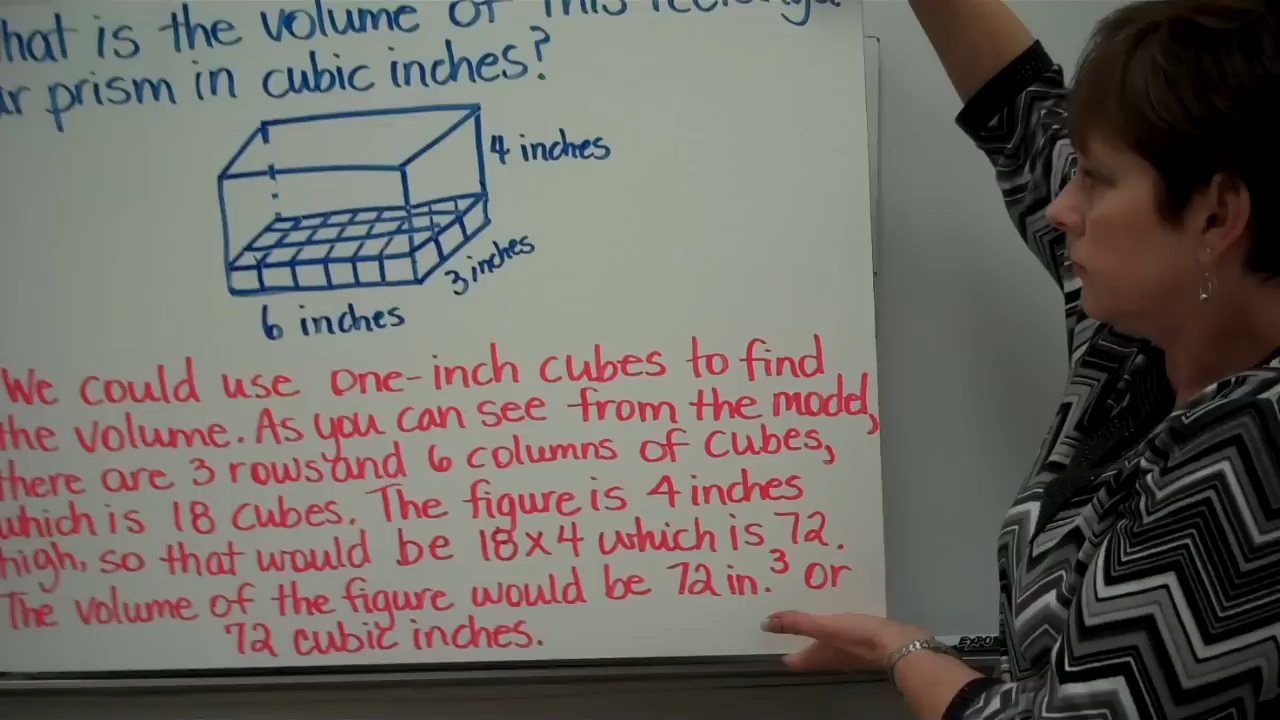 hat is the volume of this rectangu
ar prism in cubic inches?
4 inches
3 inches
6 inches
We could use one-inch cubes to find
the volume. As you can see from the model,
there are 3 rows and 6 columns of cubes,
which is 18 cubes. The figure is 4 inches
high, so that would be 18x4 which is 72.
The volume of the figure would be 72 in.³ or
72 cubic inches.
EXPO